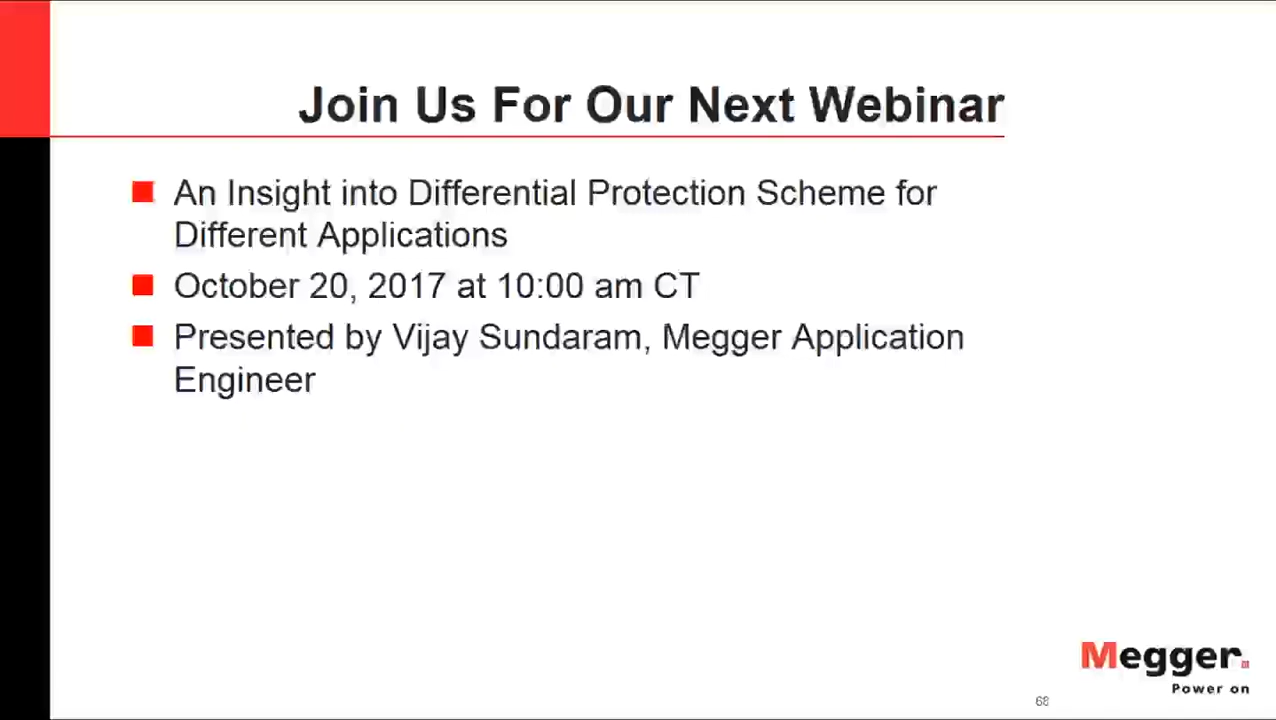 Join Us For Our Next Webinar
An Insight into Differential Protection Scheme for
Different Applications
October 20, 2017 at 10:00 am CT
Presented by Vijay Sundaram, Megger Application
Engineer
Megger.
Power on
68